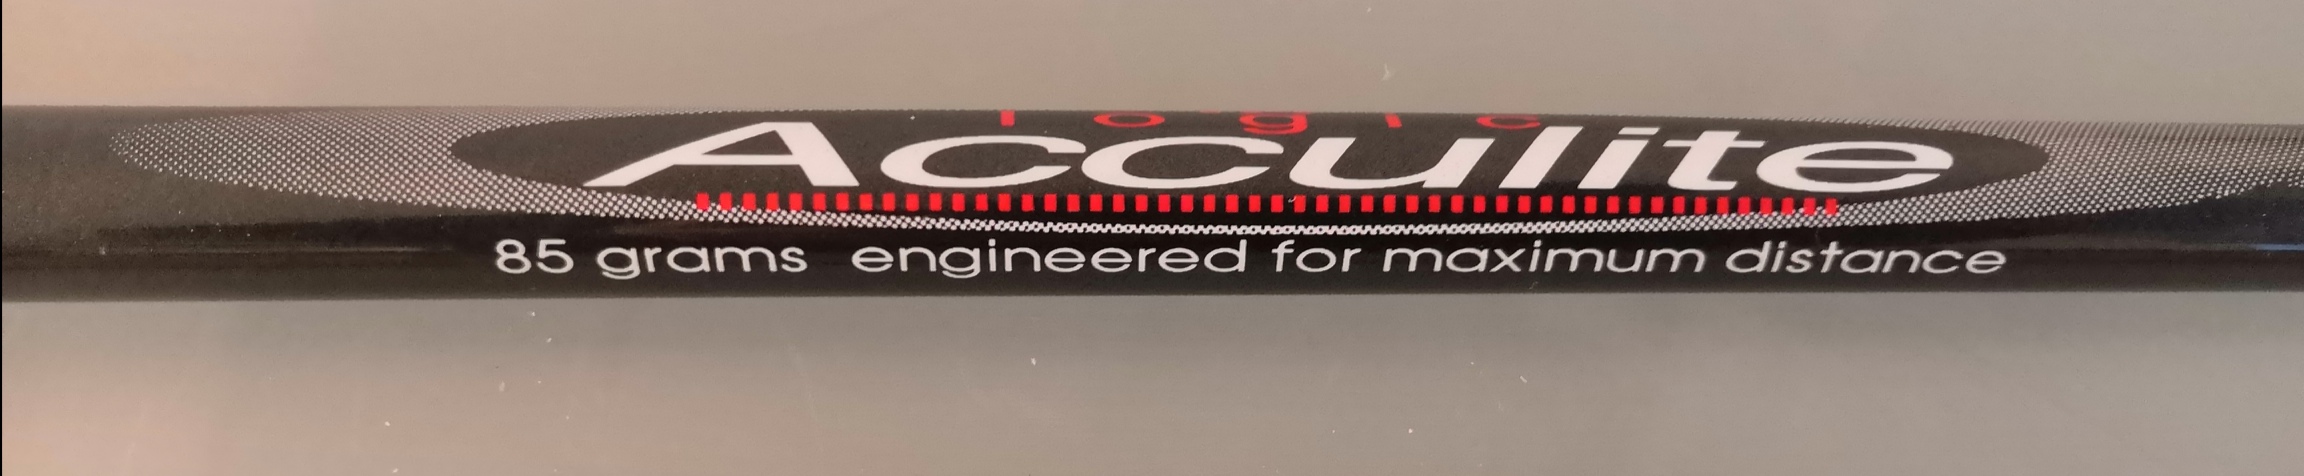 logic
Acculite
85 grams engineered for maximum distance